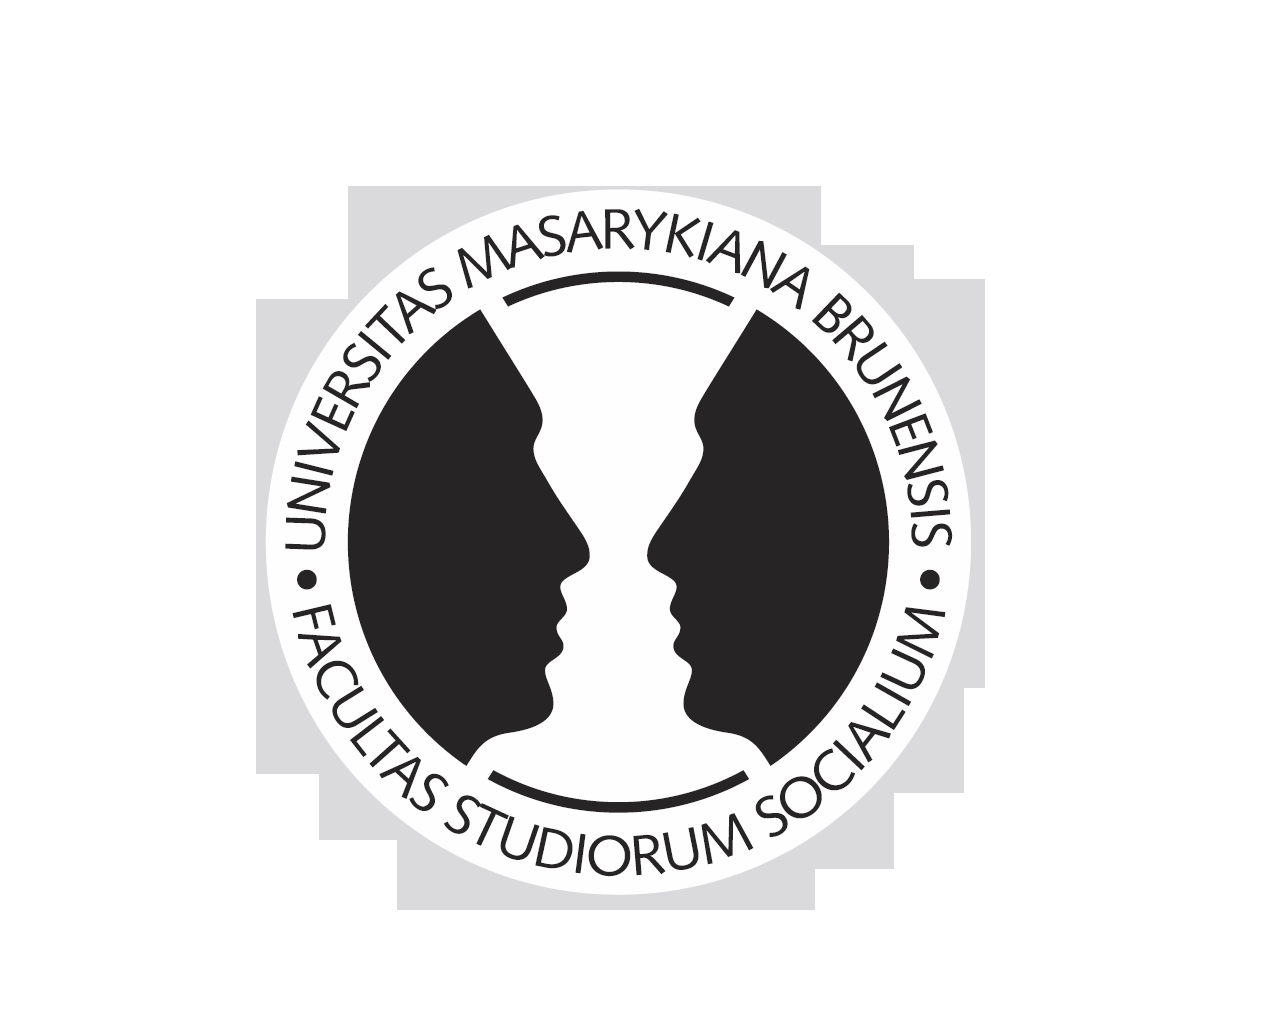 UNIVERSITAS MASARYKIANA BRUNENSIS
• FACULTAS STUDIORUM SOCIALIUM •